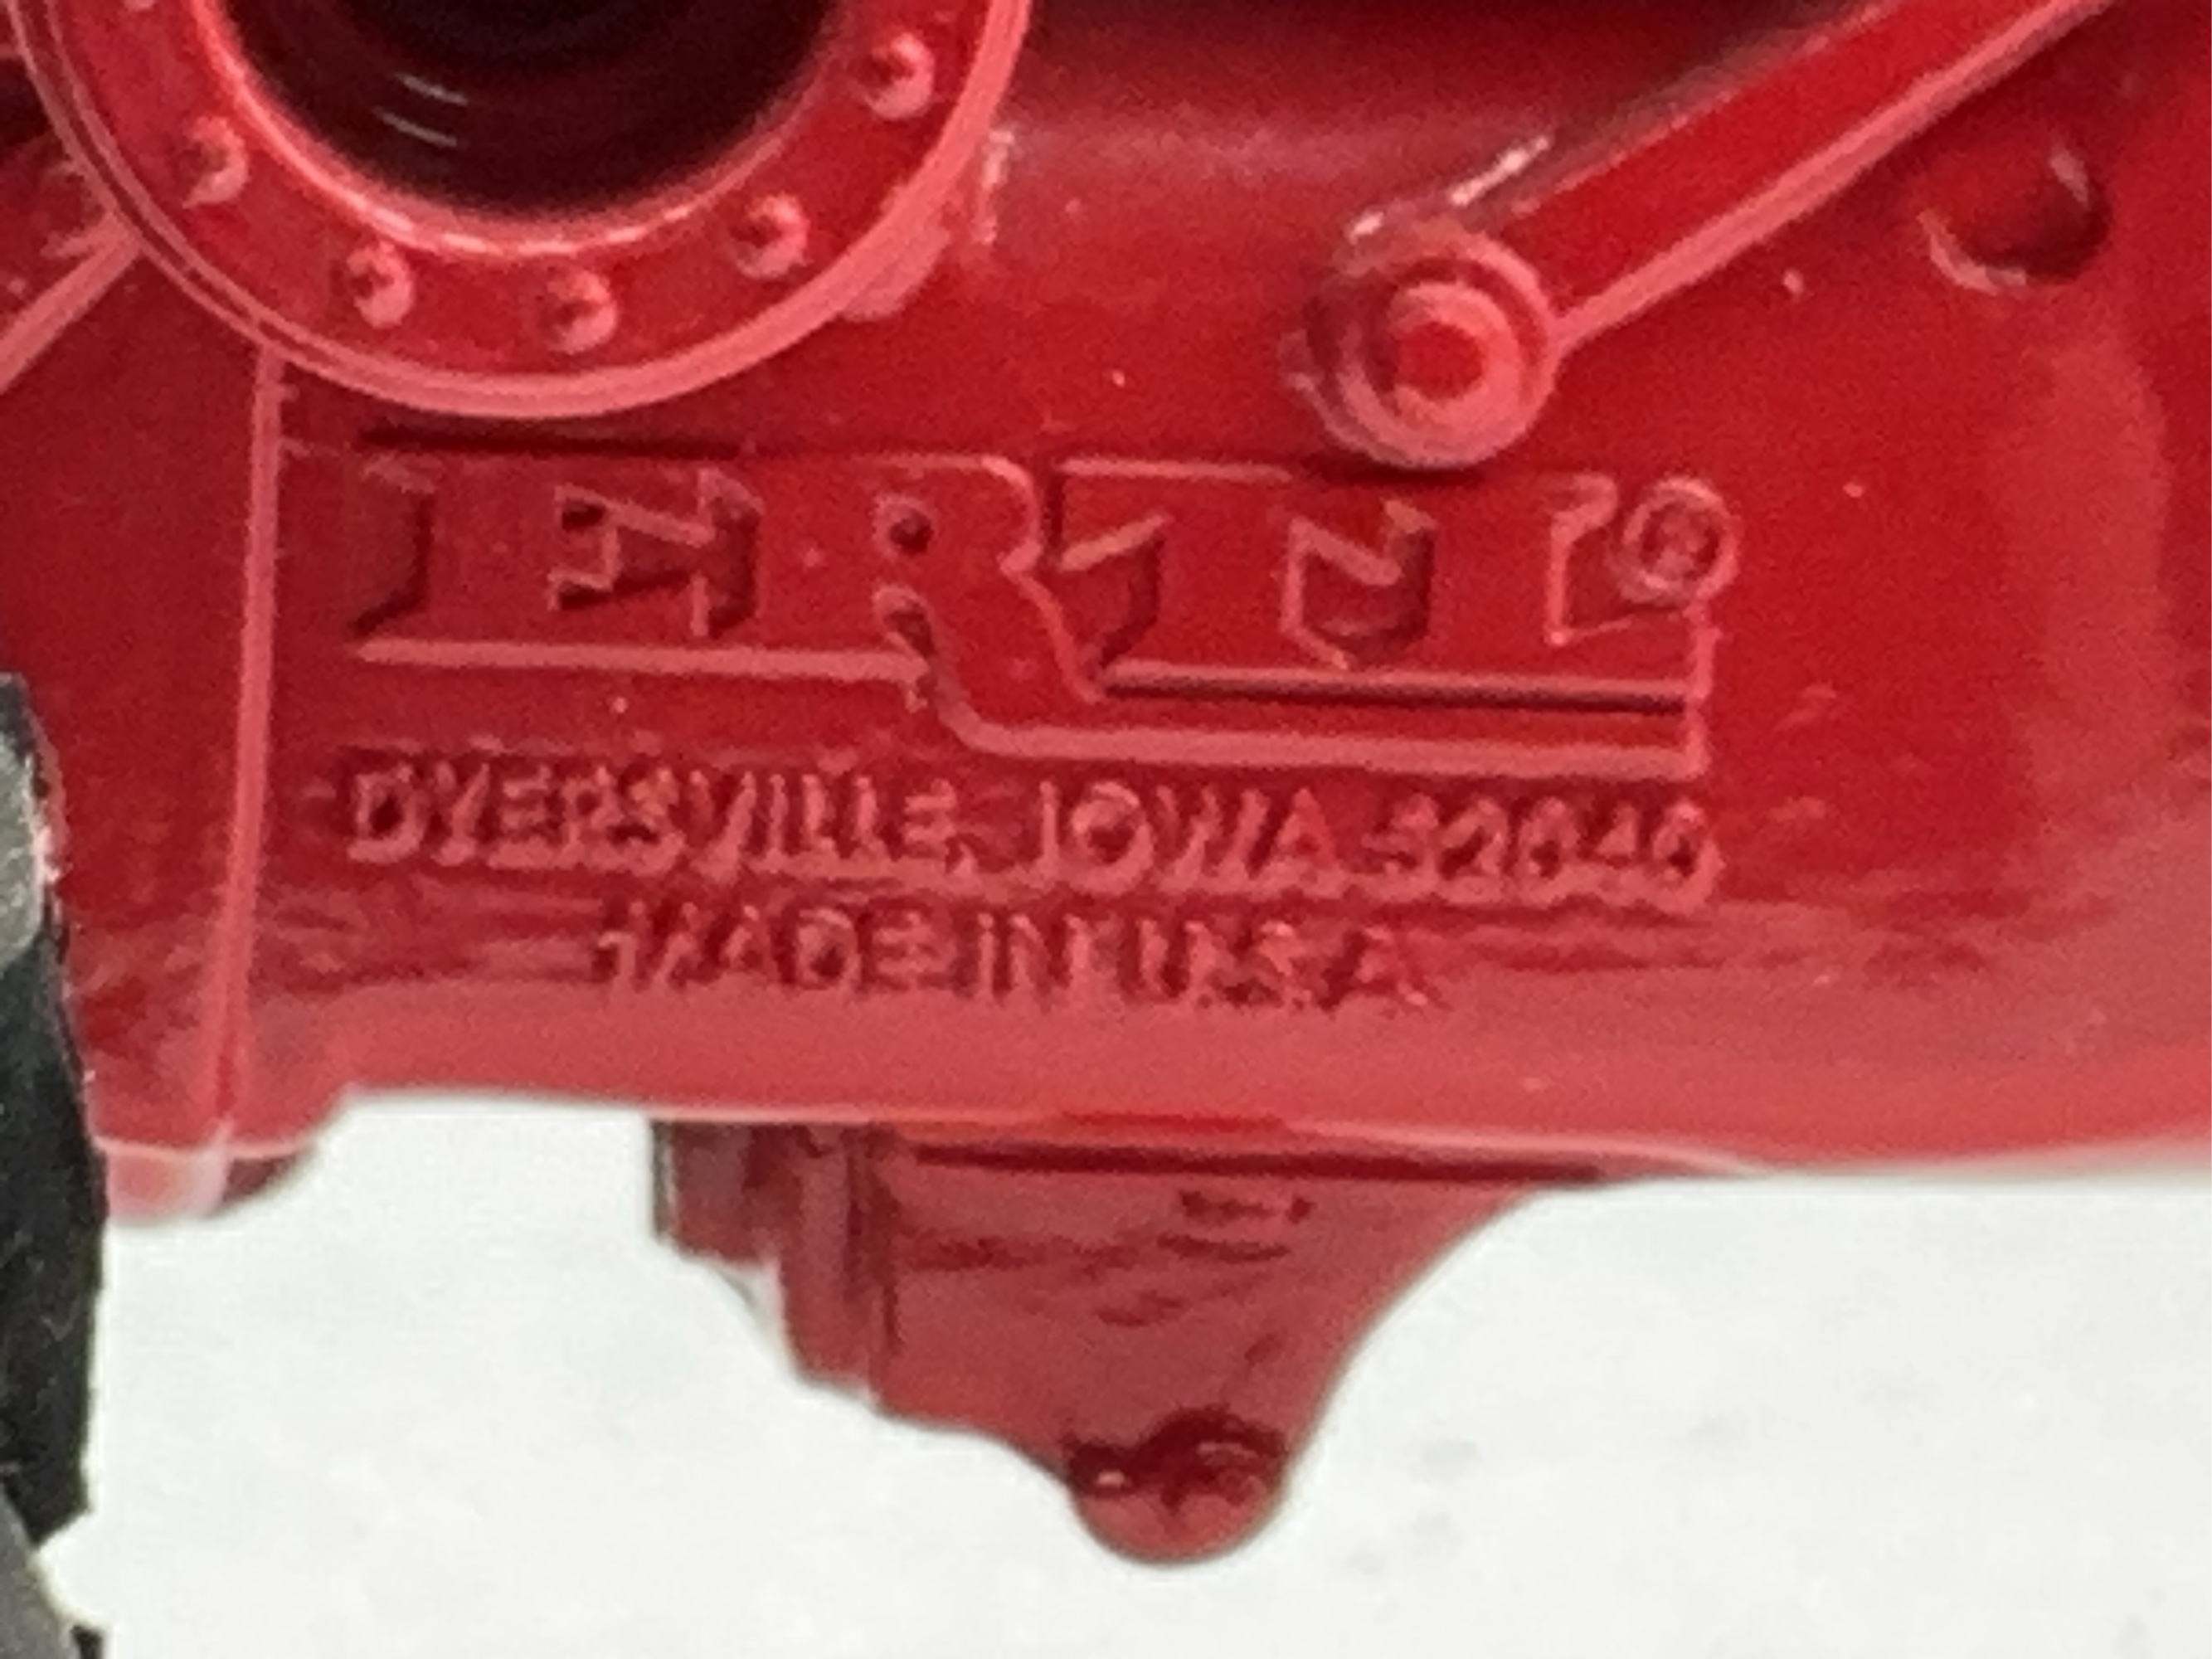 ERTL®
DYERSVILLE, IOWA 52040
MADE IN U.S.A.